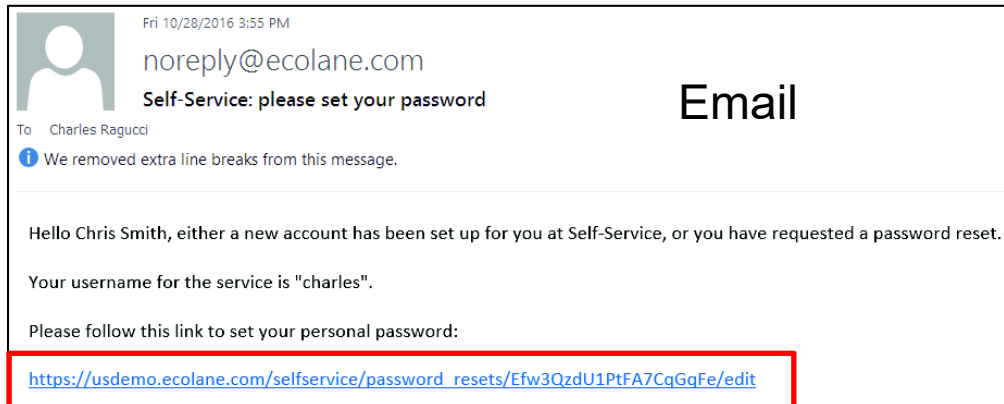 Fri 10/28/2016 3:55 PM
noreply@ecolane.com
Self-Service: please set your password
Email
To Charles Ragucci
We removed extra line breaks from this message.
Hello Chris Smith, either a new account has been set up for you at Self-Service, or you have requested a password reset.
Your username for the service is "charles".
Please follow this link to set your personal password:
https://usdemo.ecolane.com/selfservice/password_resets/Efw3QzdU1PtFA7CqGqFe/edit